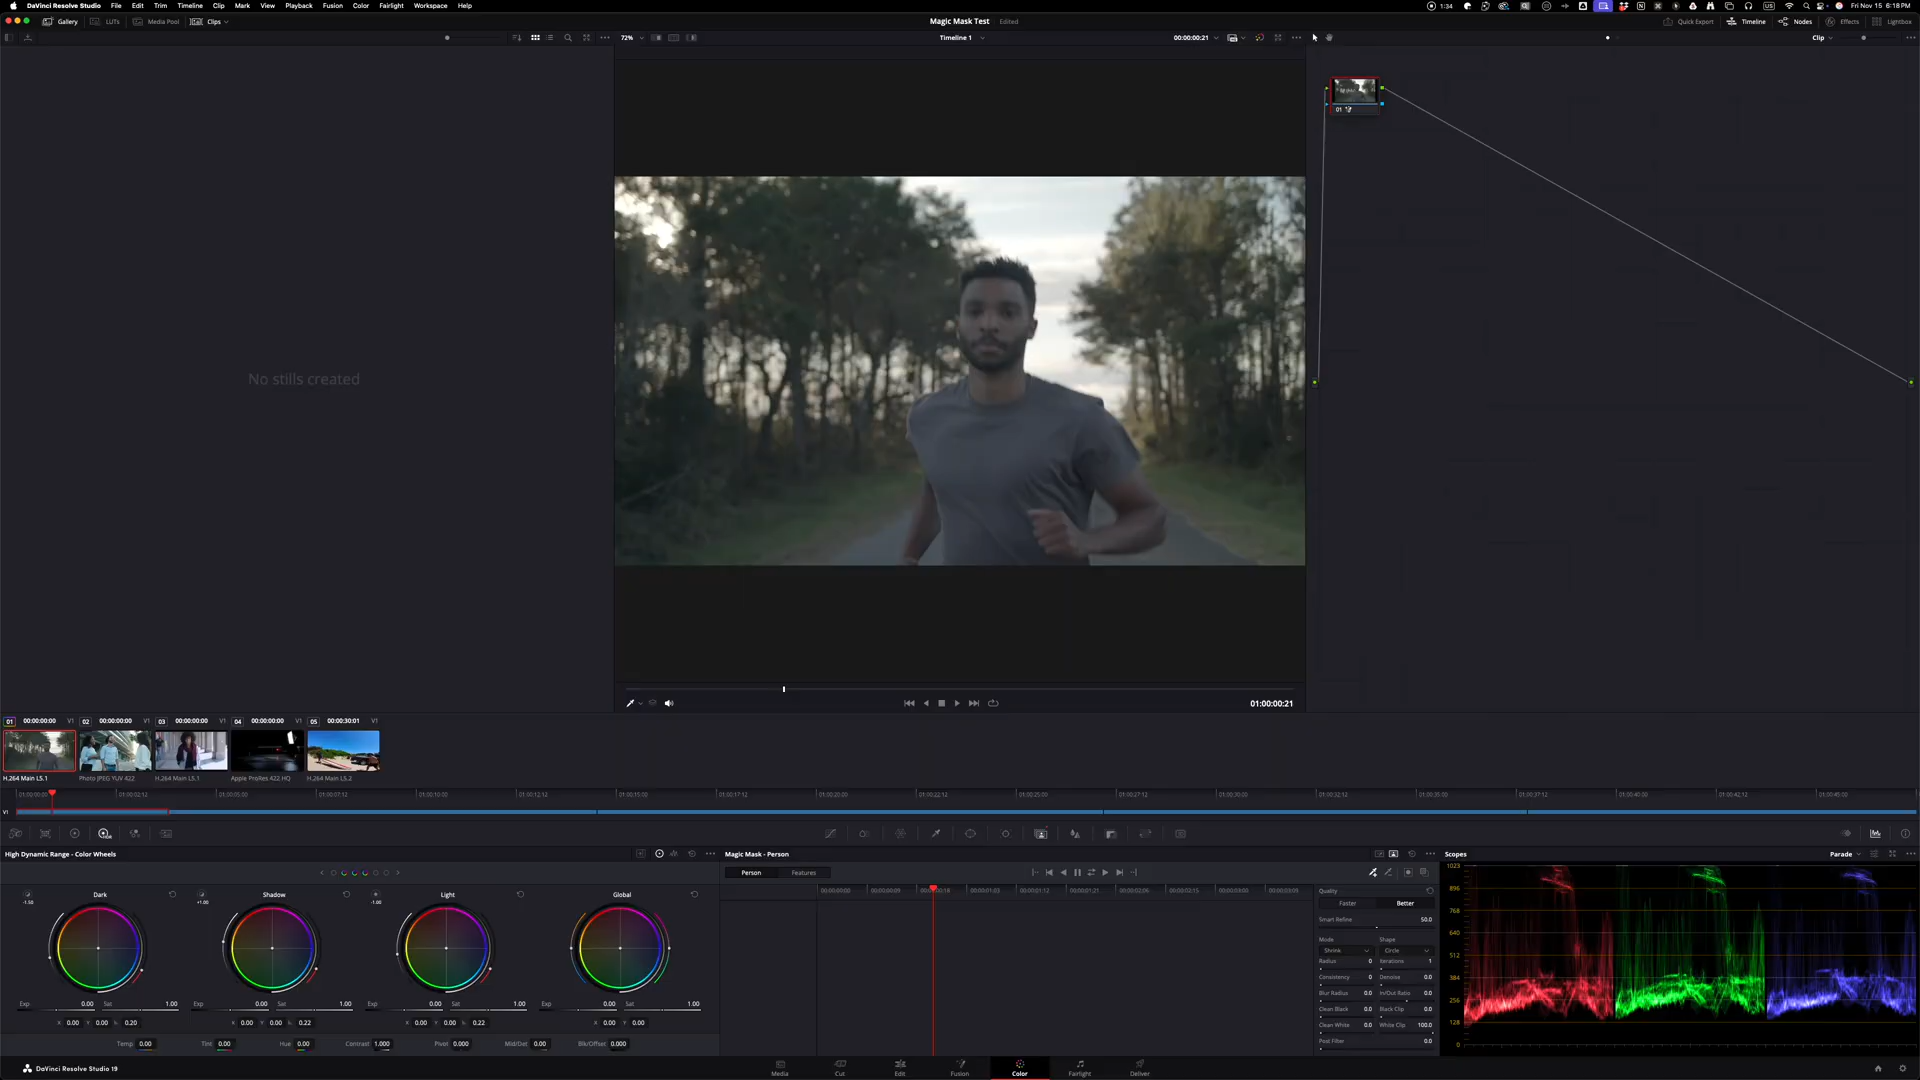 DaVinci Resolve Studio File Edit Trim Timeline Clip Mark View Playback Fusion Color Fairlight Workspace Help 1:34 US Fri Nov 15 6:18 PM
Gallery LUTs Media Pool Clips Magic Mask Test Edited Quick Export Timeline Nodes Effects Lightbox
72% Timeline 1 00:00:00:21 Clip
01
No stills created
01:00:00:21
01 00:00:00:00 V1 02 00:00:00:00 V1 03 00:00:00:00 V1 04 00:00:00:00 V1 05 00:00:30:01 V1
H.264 Main L5.1 Photo JPEG YUV 422 H.264 Main L5.1 Apple ProRes 422 HQ H.264 Main L5.2
01:00:00:00 01:00:02:12 01:00:05:00 01:00:07:12 01:00:10:00 01:00:12:12 01:00:15:00 01:00:17:12 01:00:20:00 01:00:22:12 01:00:25:00 01:00:27:12 01:00:30:00 01:00:32:12 01:00:35:00 01:00:37:12 01:00:40:00 01:00:42:12 01:00:45:00
V1
High Dynamic Range - Color Wheels Magic Mask - Person Scopes Parade
Person Features
00:00:00:00 00:00:00:09 00:00:00:18 00:00:01:03 00:00:01:12 00:00:01:21 00:00:02:06 00:00:02:15 00:00:03:00 00:00:03:09
Dark Shadow Light Global
-1.50 +1.00 -1.00
Exp 0.00 Sat 1.00 Exp 0.00 Sat 1.00 Exp 0.00 Sat 1.00 Exp 0.00 Sat 1.00
X 0.00 Y 0.00 0.20 X 0.00 Y 0.00 0.22 X 0.00 Y 0.00 0.22 X 0.00 Y 0.00
Temp 0.00 Tint 0.00 Hue 0.00 Contrast 1.000 Pivot 0.000 Mid/Det 0.00 Blk/Offset 0.000
Quality
Faster Better
Smart Refine 50.0
Mode Shape
Shrink Circle
Radius 0 Iterations 1
Consistency 0 Denoise 0.0
Blur Radius 0.0 In/Out Ratio 0.0
Clean Black 0.0 Black Clip 0.0
Clean White 0.0 White Clip 100.0
Post Filter 0.0
1023
896
768
640
512
384
256
128
0
DaVinci Resolve Studio 19 Media Cut Edit Fusion Color Fairlight Deliver